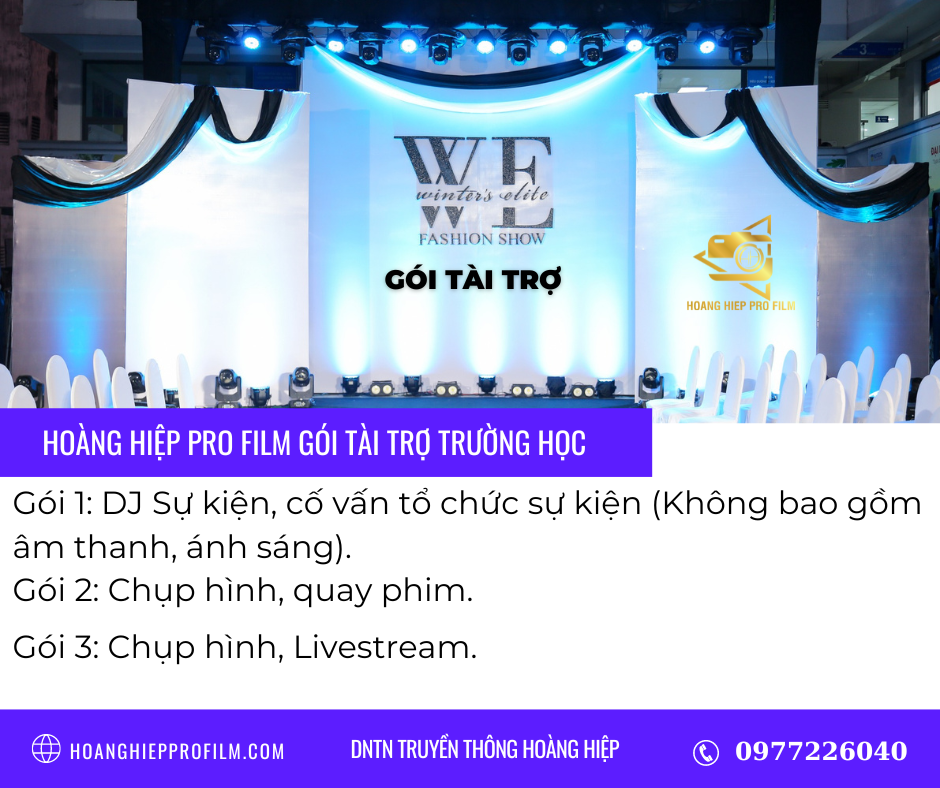 WE
winter's elite
FASHION SHOW
GÓI TÀI TRỢ
HOANG HIEP PRO FILM
HOÀNG HIỆP PRO FILM GÓI TÀI TRỢ TRƯỜNG HỌC
Gói 1: DJ Sự kiện, cố vấn tổ chức sự kiện (Không bao gồm
âm thanh, ánh sáng).
Gói 2: Chụp hình, quay phim.
Gói 3: Chụp hình, Livestream.
HOANGHIEPPROFILM.COM
DNTN TRUYỀN THÔNG HOÀNG HIỆP
0977226040